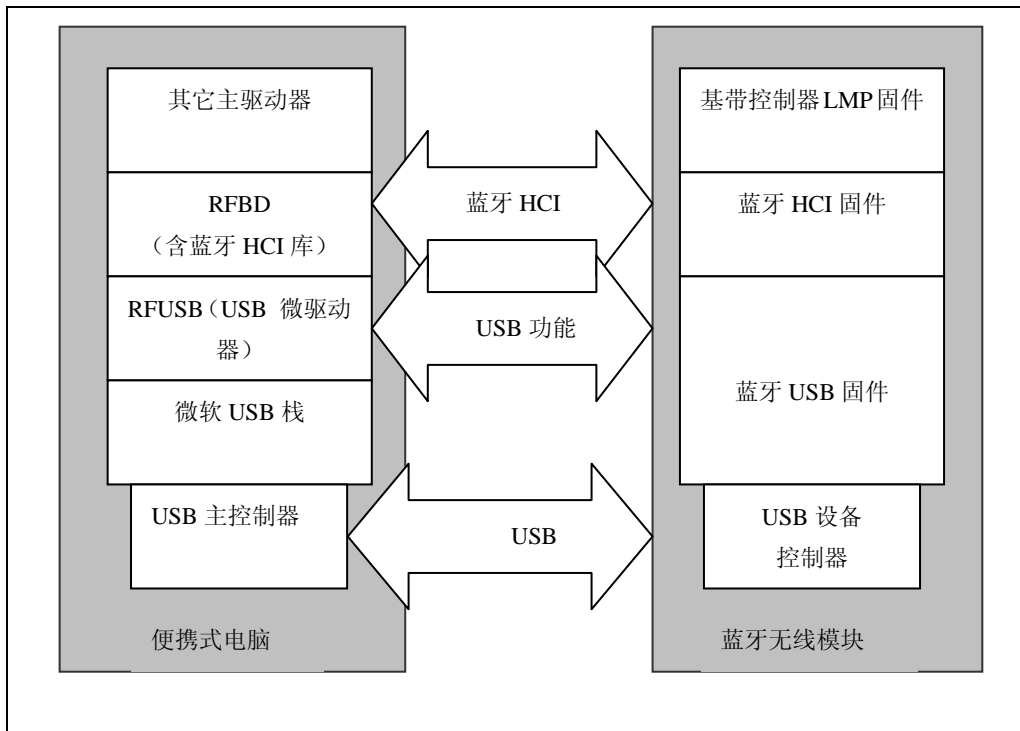 其它主驱动器
RFBD
（含蓝牙 HCI 库）
RFUSB（USB 微驱动
器）
微软 USB 栈
USB 主控制器
便携式电脑
蓝牙 HCI
USB 功能
USB
基带控制器 LMP 固件
蓝牙 HCI 固件
蓝牙 USB 固件
USB 设备
控制器
蓝牙无线模块